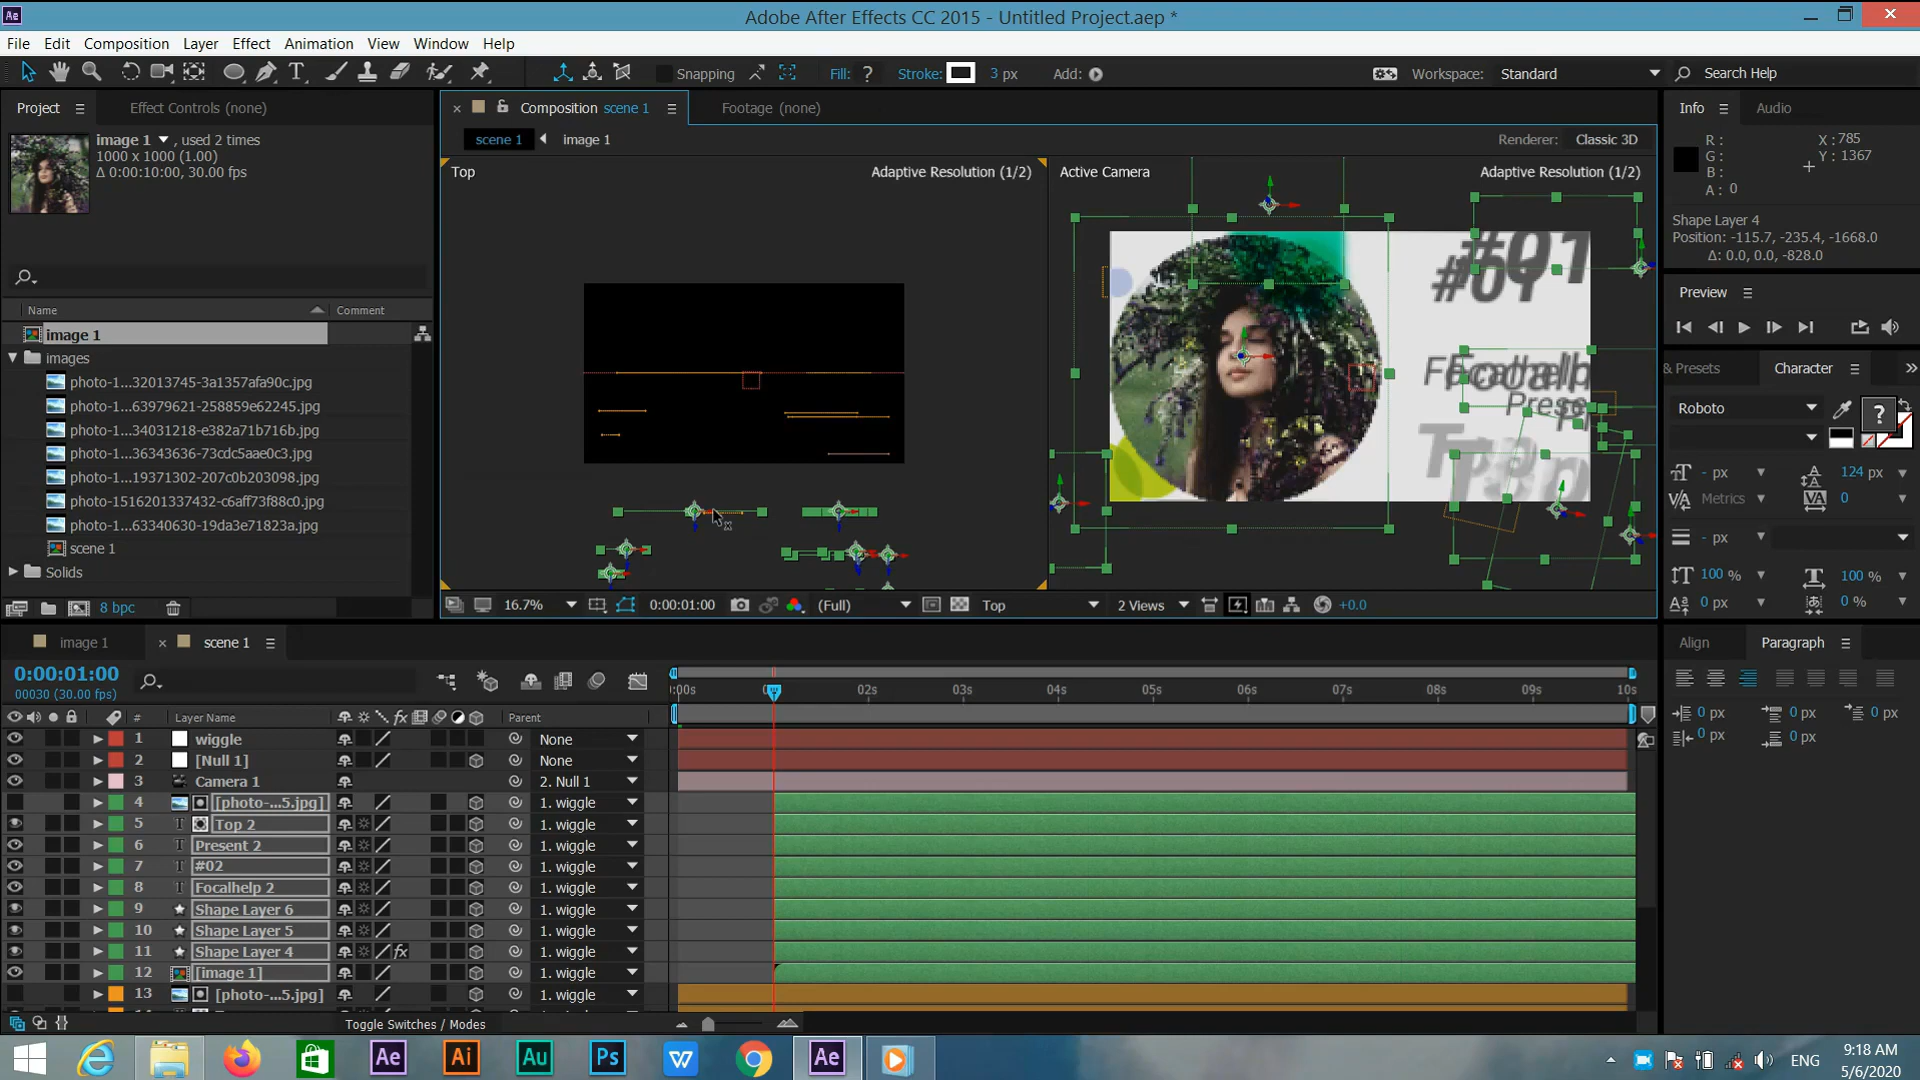 Adobe After Effects CC 2015 - Untitled Project.aep *
File Edit Composition Layer Effect Animation View Window Help
Snapping Fill: ? Stroke: 3 px Add: Workspace: Standard Search Help
Project Effect Controls (none)
image 1 , used 2 times
1000 x 1000 (1.00)
Δ 0:00:10:00, 30.00 fps
Name Comment
image 1
images
photo-1...32013745-3a1357afa90c.jpg
photo-1...63979621-258859e62245.jpg
photo-1...34031218-e382a71b716b.jpg
photo-1...36343636-73cdc5aae0c3.jpg
photo-1...19371302-207c0b203098.jpg
photo-1516201337432-c6aff73f88c0.jpg
photo-1...63340630-19da3e71823a.jpg
scene 1
Solids
8 bpc
Composition scene 1 Footage (none)
scene 1 image 1 Renderer: Classic 3D
Top Adaptive Resolution (1/2) Active Camera Adaptive Resolution (1/2)
#01
#01
Focalhelp
Prese
Top
16.7% 0:00:01:00 (Full) Top 2 Views +0.0
Info Audio
R : X : 785
G : Y : 1367
B :
A : 0
Shape Layer 4
Position: -115.7, -235.4, -1668.0
Δ: 0.0, 0.0, -828.0
Preview
& Presets Character
Roboto
- px 124 px
Metrics 0
- px
100 % 100 %
0 px 0 %
Align Paragraph
0 px 0 px 0 px
0 px 0 px
image 1 scene 1
0:00:01:00
00030 (30.00 fps)
:00s 02s 03s 04s 05s 06s 07s 08s 09s 10s
# Layer Name Parent
1 wiggle None
2 [Null 1] None
3 Camera 1 2. Null 1
4 [photo-...5.jpg] 1. wiggle
5 Top 2 1. wiggle
6 Present 2 1. wiggle
7 #02 1. wiggle
8 Focalhelp 2 1. wiggle
9 Shape Layer 6 1. wiggle
10 Shape Layer 5 1. wiggle
11 Shape Layer 4 1. wiggle
12 [image 1] 1. wiggle
13 [photo-...5.jpg] 1. wiggle
Toggle Switches / Modes
Ae Ai Au Ps W Ae ENG
9:18 AM
5/6/2020